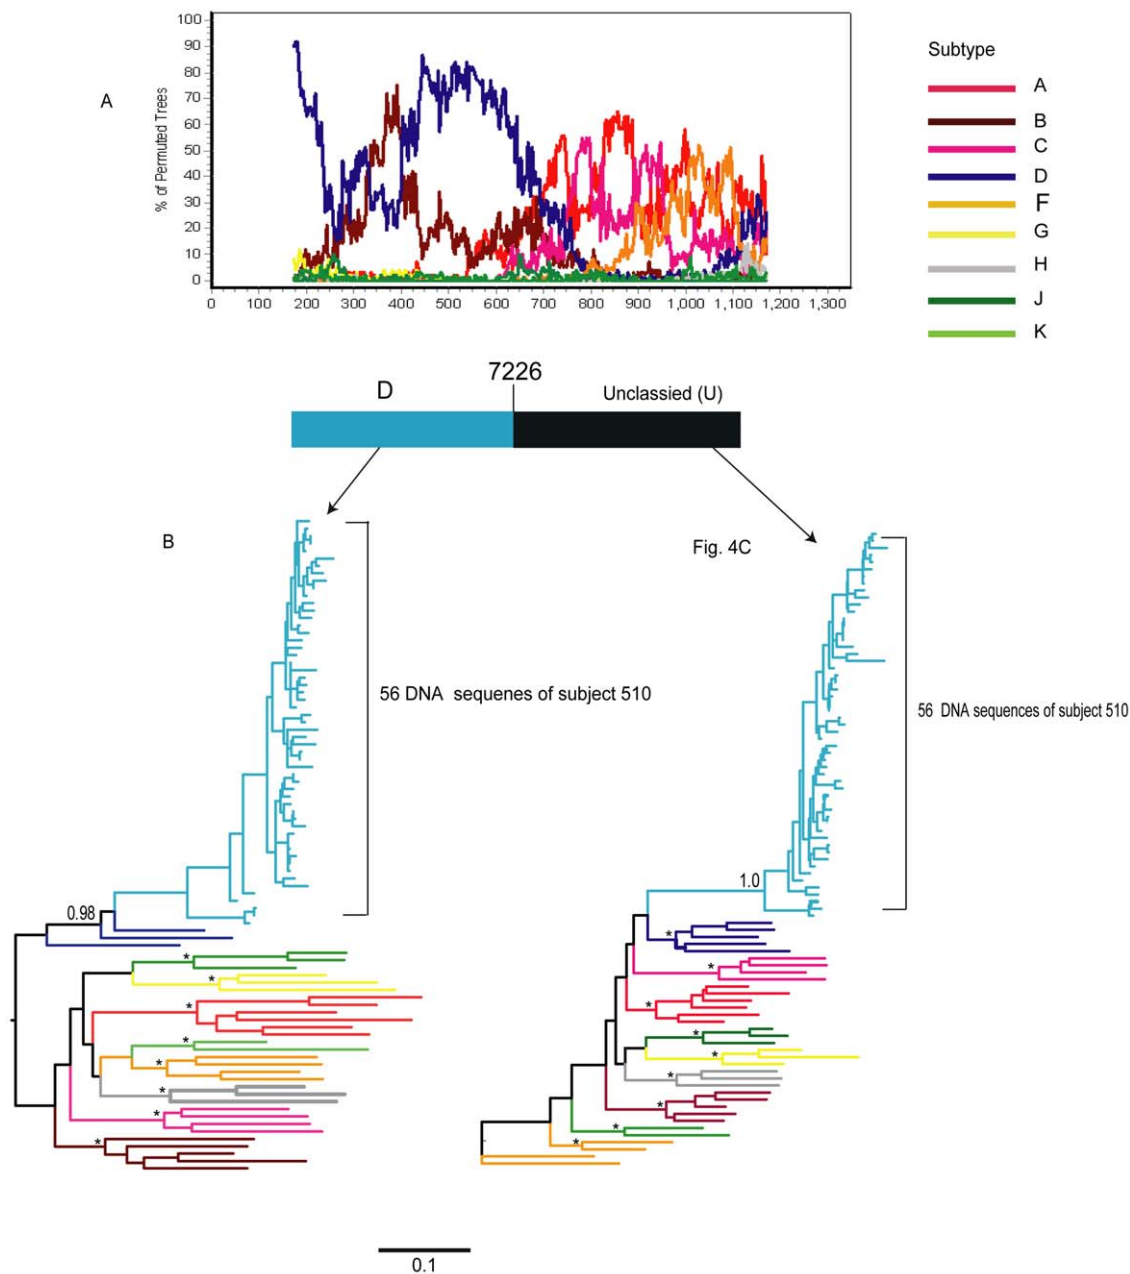 A
% of Permuted Trees
100
90
80
70
60
50
40
30
20
10
0
0 100 200 300 400 500 600 700 800 900 1,000 1,100 1,200 1,300
Subtype
A
B
C
D
F
G
H
J
K
7226
D
Unclassied (U)
B
Fig. 4C
56 DNA sequenes of subject 510
56 DNA sequences of subject 510
0.98
*
*
*
*
*
*
*
*
1.0
*
*
*
*
*
*
*
*
*
0.1